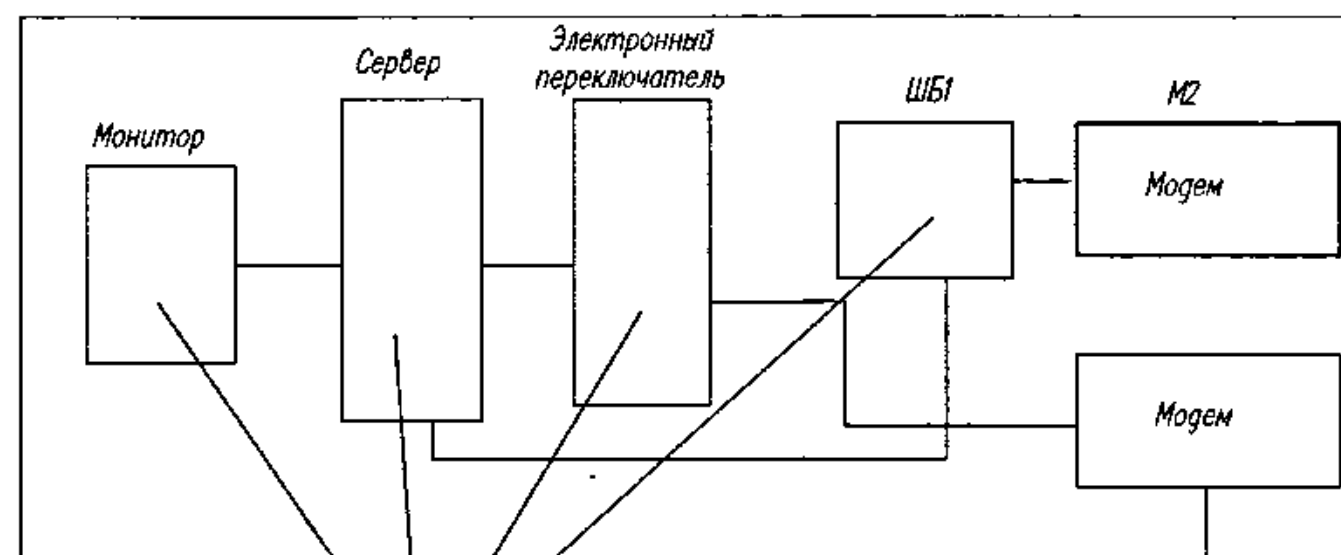 Сервер
Электронный
переключатель
ШБ1
М2
Монитор
Модем
Модем